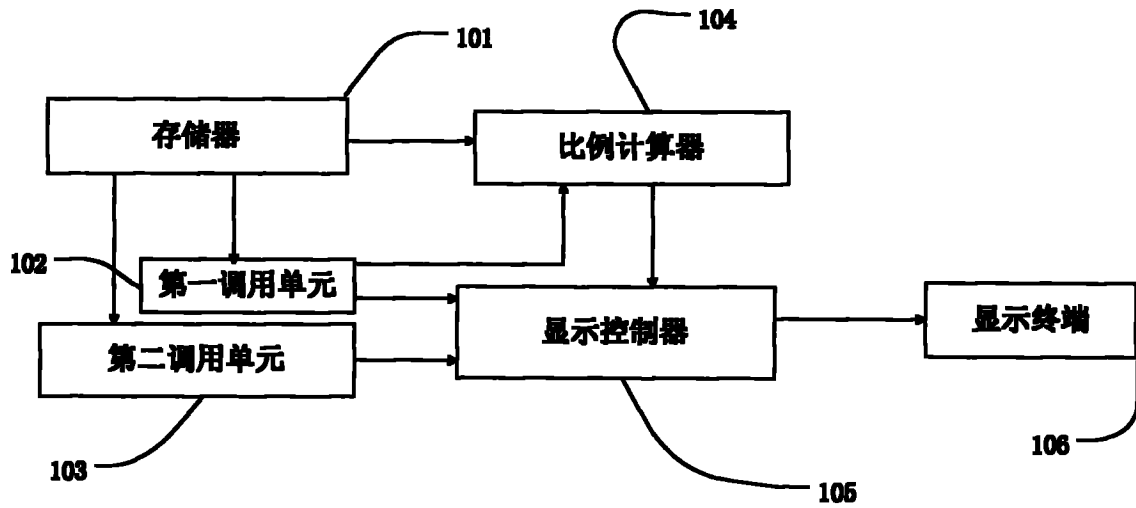 101
104
存储器
比例计算器
102
第一调用单元
显示控制器
显示终端
第二调用单元
103
105
106